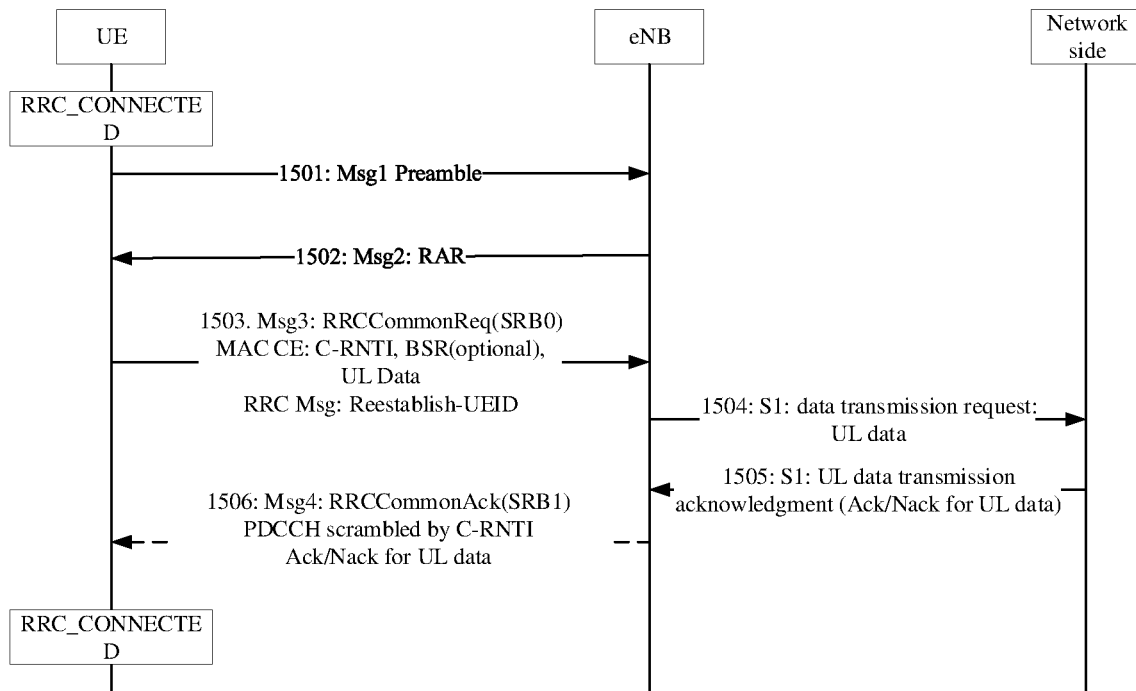 UE
eNB
Network
side
RRC_CONNECTE
D
1501: Msg1 Preamble
1502: Msg2: RAR
1503. Msg3: RRCCommonReq(SRB0)
MAC CE: C-RNTI, BSR(optional),
UL Data
RRC Msg: Reestablish-UEID
1504: S1: data transmission request:
UL data
1505: S1: UL data transmission
acknowledgment (Ack/Nack for UL data)
1506: Msg4: RRCCommonAck(SRB1)
PDCCH scrambled by C-RNTI
Ack/Nack for UL data
RRC_CONNECTE
D